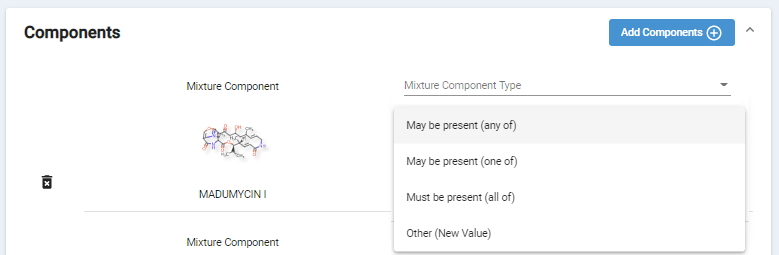 Components
Add Components
Mixture Component
Mixture Component Type
May be present (any of)
May be present (one of)
Must be present (all of)
MADUMYCIN I
Other (New Value)
Mixture Component